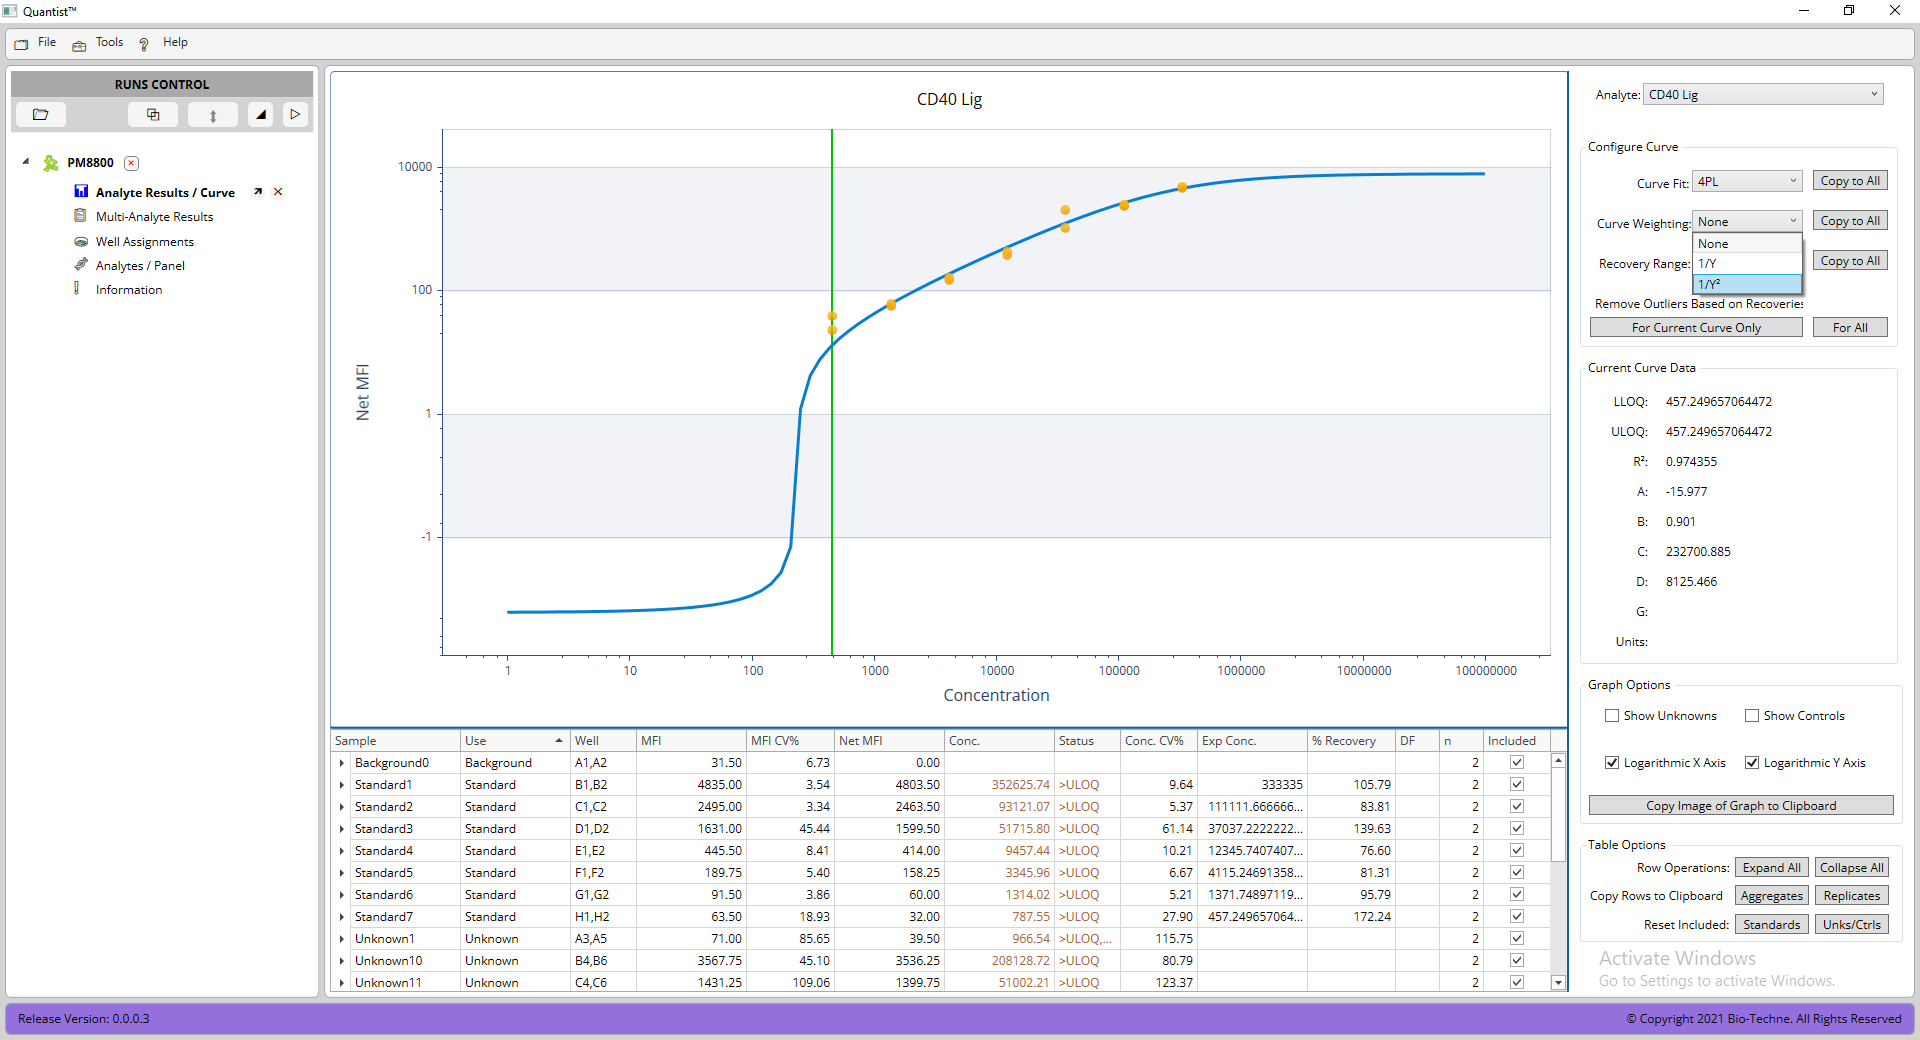 Quantist™
File Tools Help
RUNS CONTROL
PM8800
Analyte Results / Curve
Multi-Analyte Results
Well Assignments
Analytes / Panel
Information
CD40 Lig
Net MFI
10000
100
1
-1
1 10 100 1000 10000 100000 1000000 10000000 100000000
Concentration
Sample Use Well MFI MFI CV% Net MFI Conc. Status Conc. CV% Exp Conc. % Recovery DF n Included
Background0 Background A1,A2 31.50 6.73 0.00 2
Standard1 Standard B1,B2 4835.00 3.54 4803.50 352625.74 >ULOQ 9.64 333335 105.79 2
Standard2 Standard C1,C2 2495.00 3.34 2463.50 93121.07 >ULOQ 5.37 111111.666666... 83.81 2
Standard3 Standard D1,D2 1631.00 45.44 1599.50 51715.80 >ULOQ 61.14 37037.2222222... 139.63 2
Standard4 Standard E1,E2 445.50 8.41 414.00 9457.44 >ULOQ 10.21 12345.7407407... 76.60 2
Standard5 Standard F1,F2 189.75 5.40 158.25 3345.96 >ULOQ 6.67 4115.24691358... 81.31 2
Standard6 Standard G1,G2 91.50 3.86 60.00 1314.02 >ULOQ 5.21 1371.74897119... 95.79 2
Standard7 Standard H1,H2 63.50 18.93 32.00 787.55 >ULOQ 27.90 457.249657064... 172.24 2
Unknown1 Unknown A3,A5 71.00 85.65 39.50 966.54 >ULOQ,... 115.75 2
Unknown10 Unknown B4,B6 3567.75 45.10 3536.25 208128.72 >ULOQ 80.79 2
Unknown11 Unknown C4,C6 1431.25 109.06 1399.75 51002.21 >ULOQ 123.37 2
Analyte: CD40 Lig
Configure Curve
Curve Fit: 4PL Copy to All
Curve Weighting: None Copy to All
None
1/Y
1/Y²
Recovery Range: Copy to All
Remove Outliers Based on Recoveries
For Current Curve Only For All
Current Curve Data
LLOQ: 457.249657064472
ULOQ: 457.249657064472
R²: 0.974355
A: -15.977
B: 0.901
C: 232700.885
D: 8125.466
G:
Units:
Graph Options
Show Unknowns Show Controls
Logarithmic X Axis Logarithmic Y Axis
Copy Image of Graph to Clipboard
Table Options
Row Operations: Expand All Collapse All
Copy Rows to Clipboard Aggregates Replicates
Reset Included: Standards Unks/Ctrls
Activate Windows
Go to Settings to activate Windows.
Release Version: 0.0.0.3
© Copyright 2021 Bio-Techne. All Rights Reserved